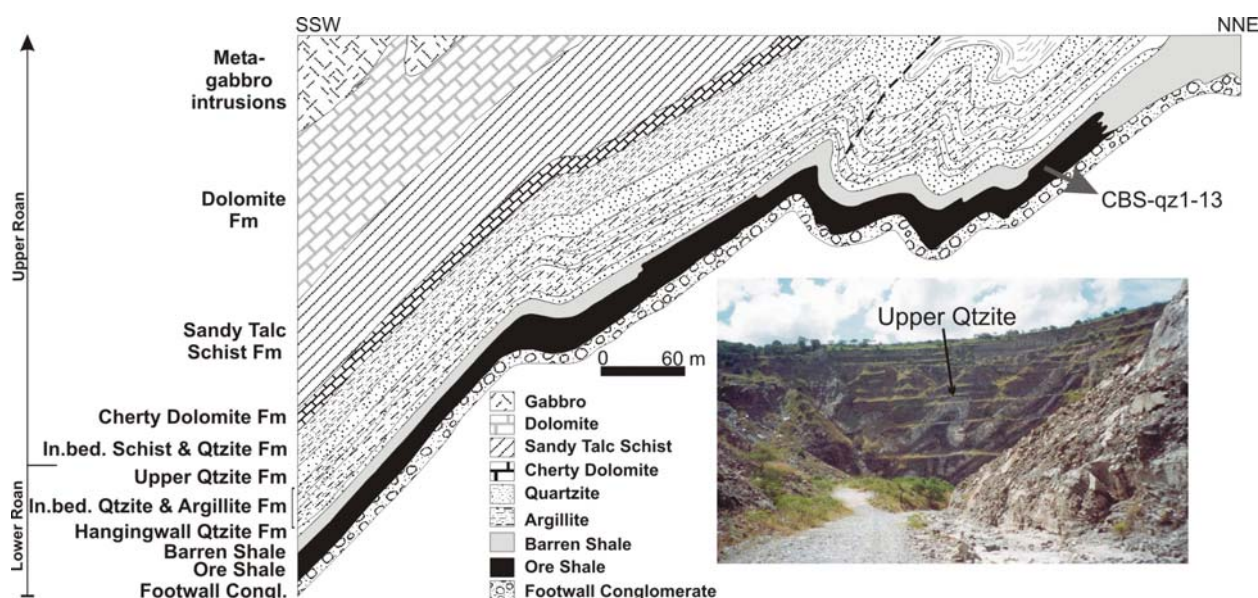 SSW
NNE
Meta-
gabbro
intrusions
Upper Roan
Dolomite
Fm
CBS-qz1-13
Sandy Talc
Schist Fm
Cherty Dolomite Fm
In.bed. Schist & Qtzite Fm
Lower Roan
Upper Qtzite Fm
In.bed. Qtzite & Argillite Fm
Hangingwall Qtzite Fm
Barren Shale
Ore Shale
Footwall Congl.
0 60 m
Gabbro
Dolomite
Sandy Talc Schist
Cherty Dolomite
Quartzite
Argillite
Barren Shale
Ore Shale
Footwall Conglomerate
Upper Qtzite